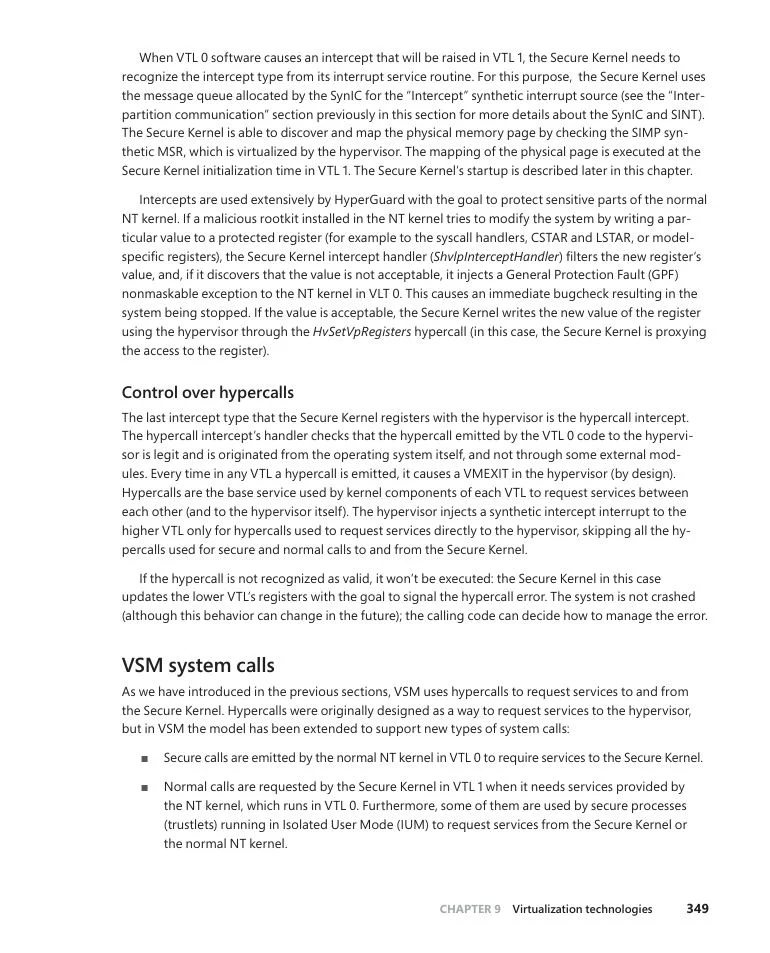 When VTL 0 software causes an intercept that will be raised in VTL 1, the Secure Kernel needs to
recognize the intercept type from its interrupt service routine. For this purpose, the Secure Kernel uses
the message queue allocated by the SynIC for the “Intercept” synthetic interrupt source (see the “Inter-
partition communication” section previously in this section for more details about the SynIC and SINT).
The Secure Kernel is able to discover and map the physical memory page by checking the SIMP syn-
thetic MSR, which is virtualized by the hypervisor. The mapping of the physical page is executed at the
Secure Kernel initialization time in VTL 1. The Secure Kernel’s startup is described later in this chapter.
Intercepts are used extensively by HyperGuard with the goal to protect sensitive parts of the normal
NT kernel. If a malicious rootkit installed in the NT kernel tries to modify the system by writing a par-
ticular value to a protected register (for example to the syscall handlers, CSTAR and LSTAR, or model-
specific registers), the Secure Kernel intercept handler (ShvlpInterceptHandler) filters the new register’s
value, and, if it discovers that the value is not acceptable, it injects a General Protection Fault (GPF)
nonmaskable exception to the NT kernel in VLT 0. This causes an immediate bugcheck resulting in the
system being stopped. If the value is acceptable, the Secure Kernel writes the new value of the register
using the hypervisor through the HvSetVpRegisters hypercall (in this case, the Secure Kernel is proxying
the access to the register).
Control over hypercalls
The last intercept type that the Secure Kernel registers with the hypervisor is the hypercall intercept.
The hypercall intercept’s handler checks that the hypercall emitted by the VTL 0 code to the hypervi-
sor is legit and is originated from the operating system itself, and not through some external mod-
ules. Every time in any VTL a hypercall is emitted, it causes a VMEXIT in the hypervisor (by design).
Hypercalls are the base service used by kernel components of each VTL to request services between
each other (and to the hypervisor itself). The hypervisor injects a synthetic intercept interrupt to the
higher VTL only for hypercalls used to request services directly to the hypervisor, skipping all the hy-
percalls used for secure and normal calls to and from the Secure Kernel.
If the hypercall is not recognized as valid, it won’t be executed: the Secure Kernel in this case
updates the lower VTL’s registers with the goal to signal the hypercall error. The system is not crashed
(although this behavior can change in the future); the calling code can decide how to manage the error.
VSM system calls
As we have introduced in the previous sections, VSM uses hypercalls to request services to and from
the Secure Kernel. Hypercalls were originally designed as a way to request services to the hypervisor,
but in VSM the model has been extended to support new types of system calls:
■ Secure calls are emitted by the normal NT kernel in VTL 0 to require services to the Secure Kernel.
■ Normal calls are requested by the Secure Kernel in VTL 1 when it needs services provided by
the NT kernel, which runs in VTL 0. Furthermore, some of them are used by secure processes
(trustlets) running in Isolated User Mode (IUM) to request services from the Secure Kernel or
the normal NT kernel.
CHAPTER 9 Virtualization technologies 349